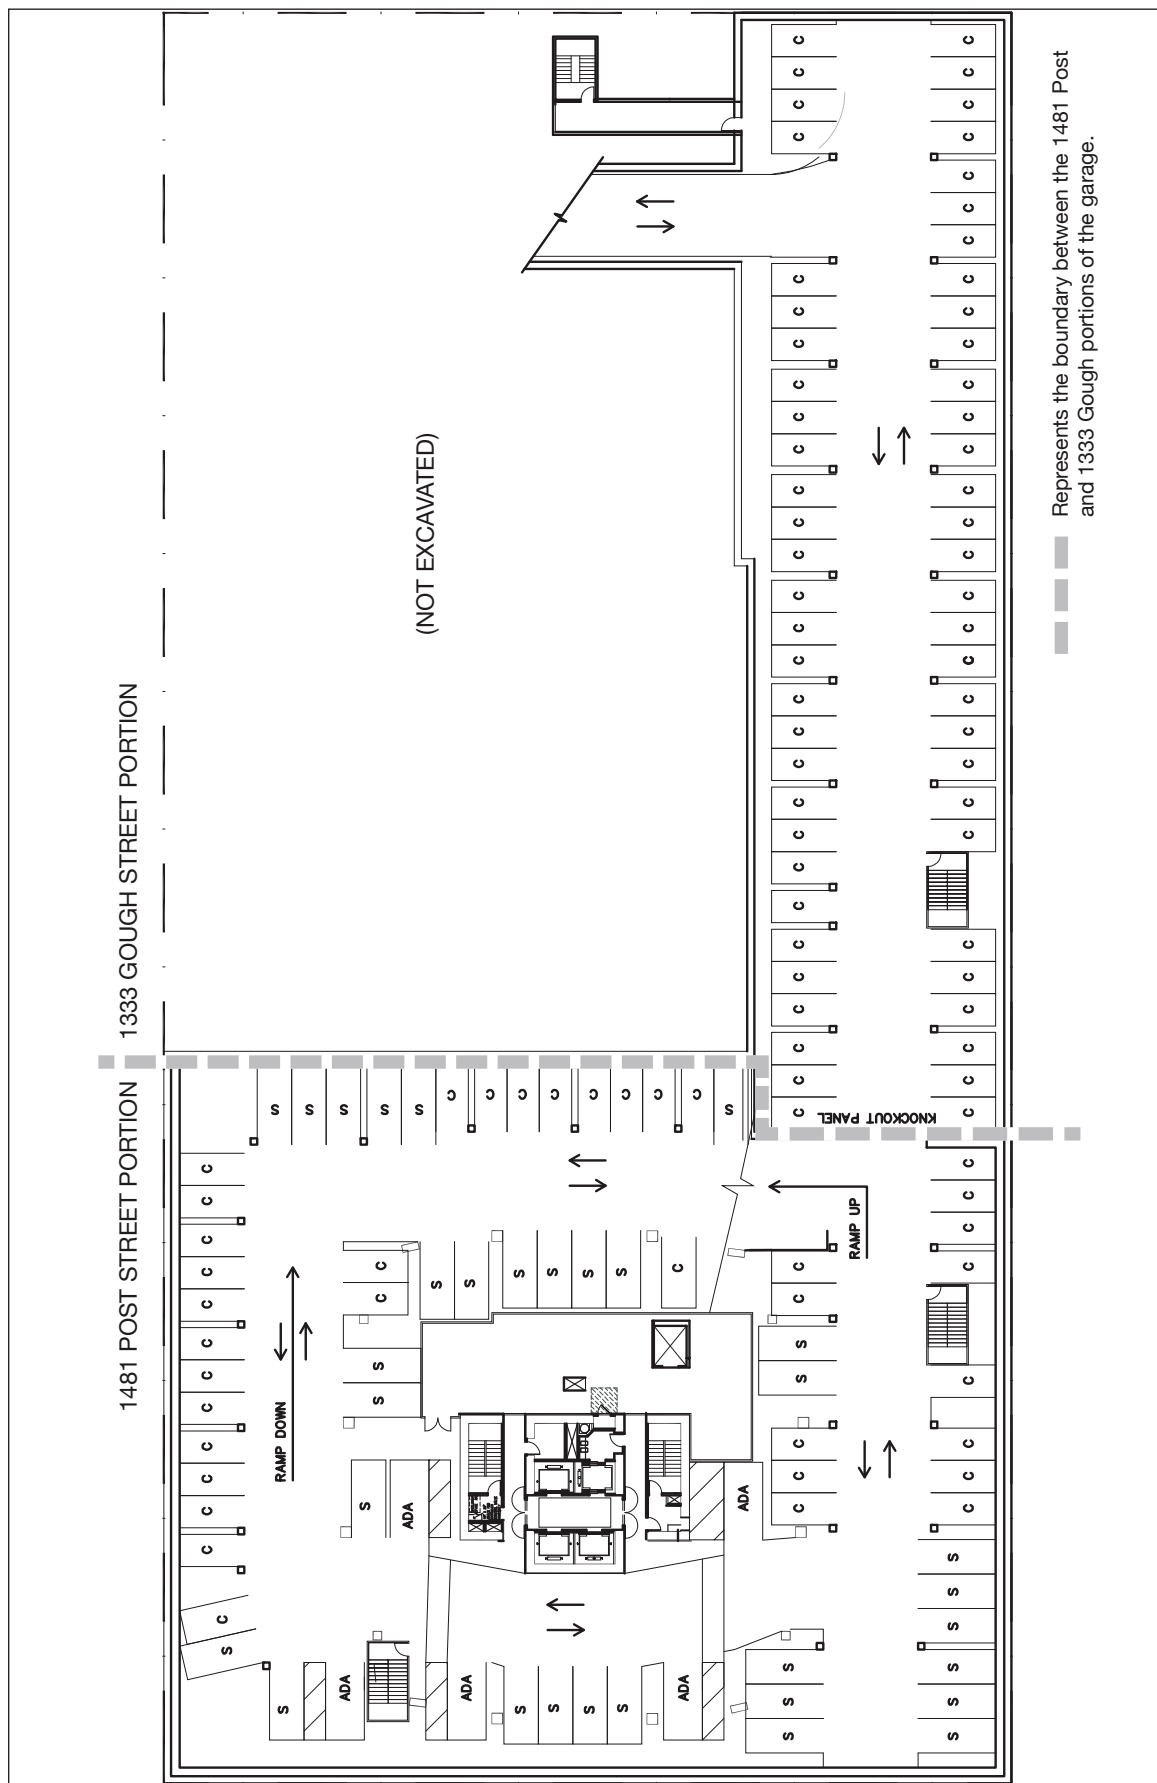 1481 POST STREET PORTION
1333 GOUGH STREET PORTION
S C C C C C C C C C C C C C
S
RAMP DOWN
S
S
ADA
S
S
S S C C
S
ADA
S
(NOT EXCAVATED)
S
C
ADA
S
C
S S C
S S C
S S C
S S C
C
ADA
C
C
S
ADA
S S S C C C S S C C
C C C C C C C C C C C C C C C C C C C C C C C C C C C C C
RAMP UP
KNOCKOUT PANEL
S S S S S S C C C C C C C C
C C C C C C C C C C C C C C C C C C C C C C C C C C C C C C
Represents the boundary between the 1481 Post
and 1333 Gough portions of the garage.